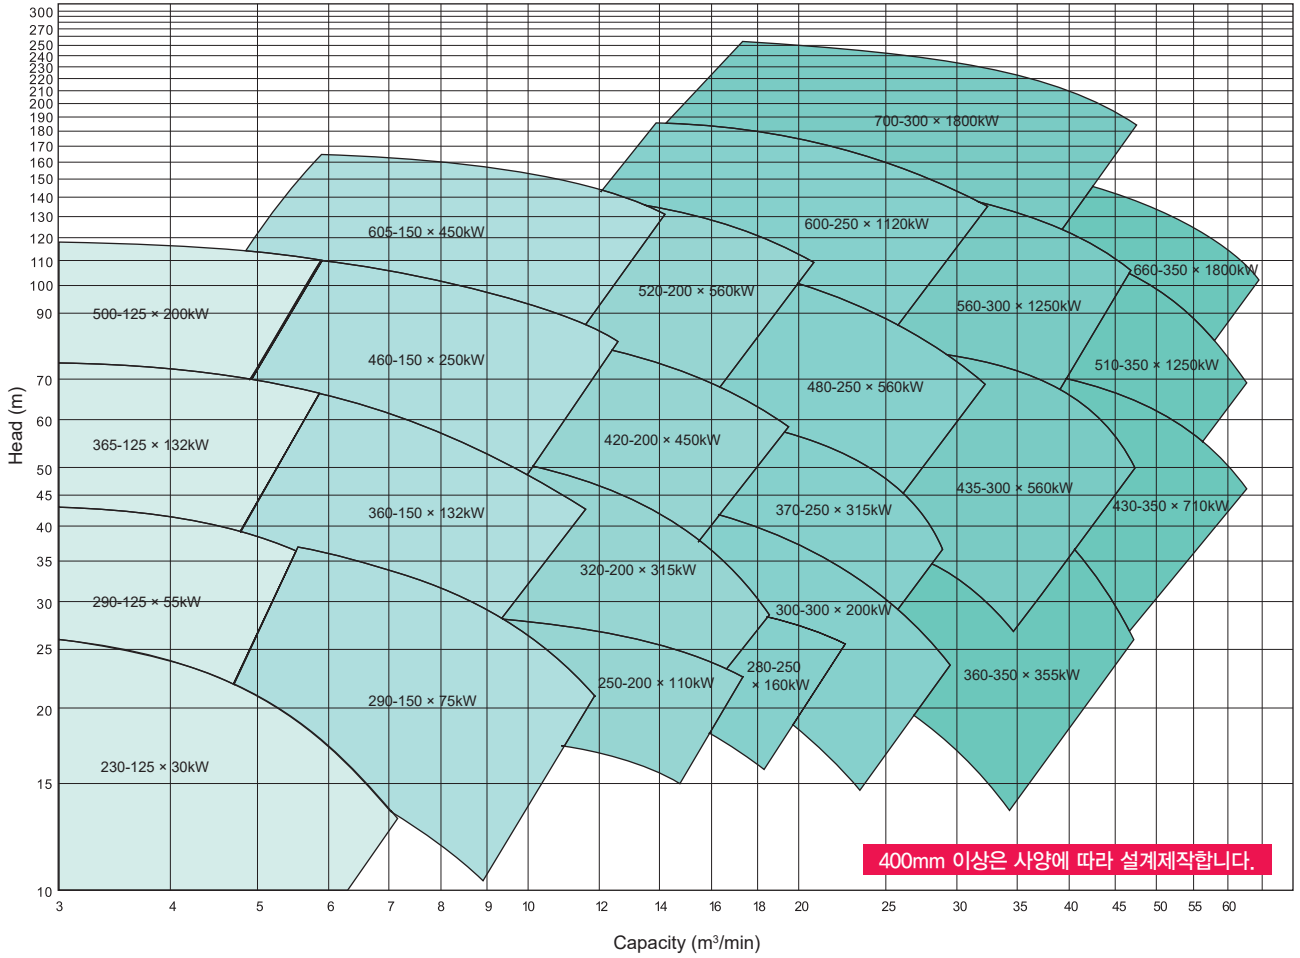 300
270
250
240
230
220
210
200
190
180
170
160
150
140
130
120
110
100
90
70
60
50
45
40
35
30
25
20
15
10
Head (m)
700-300 × 1800kW
600-250 × 1120kW
605-150 × 450kW
660-350 × 1800kW
520-200 × 560kW
560-300 × 1250kW
500-125 × 200kW
460-150 × 250kW
510-350 × 1250kW
480-250 × 560kW
420-200 × 450kW
365-125 × 132kW
435-300 × 560kW
430-350 × 710kW
370-250 × 315kW
360-150 × 132kW
320-200 × 315kW
290-125 × 55kW
300-300 × 200kW
280-250
× 160kW
360-350 × 355kW
250-200 × 110kW
290-150 × 75kW
230-125 × 30kW
400mm 이상은 사양에 따라 설계제작합니다.
3 4 5 6 7 8 9 10 12 14 16 18 20 25 30 35 40 50 55 60
Capacity (m³/min)